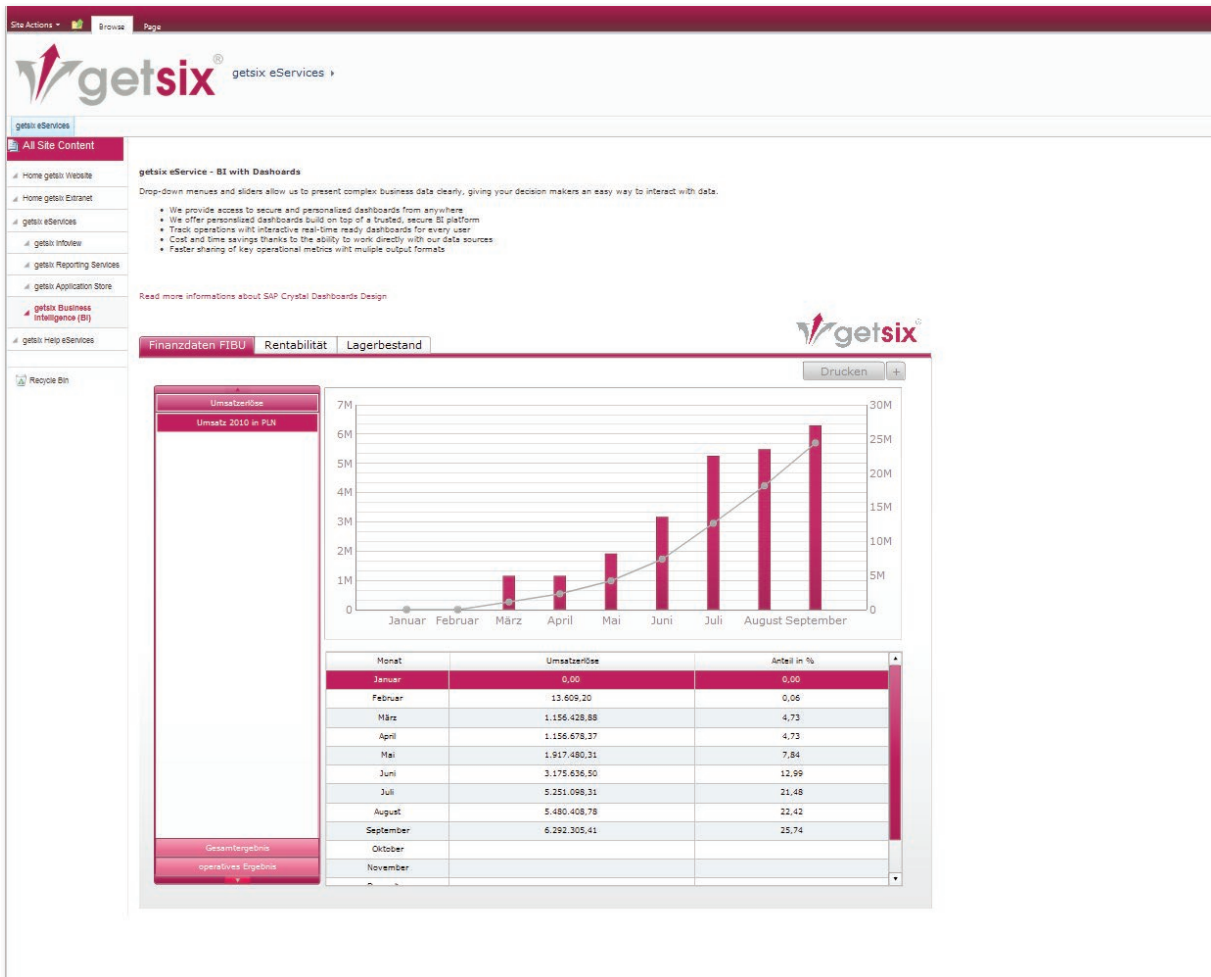 Site Actions
Browse
Page
getsix®
getsix eServices
getsix eServices
All Site Content
Home getsix Website
Home getsix Extranet
getsix eServices
getsix Infoview
getsix Reporting Services
getsix Application Store
getsix Business
Intelligence (BI)
getsix Help eServices
Recycle Bin
getsix eService - BI with Dashoards
Drop-down menues and sliders allow us to present complex business data clearly, giving your decision makers an easy way to interact with data.
We provide access to secure and personalized dashboards from anywhere
We offer personslized dashboards build on top of a trusted, secure BI platform
Track operations wiht interactive real-time ready dashboards for every user
Cost and time savings thanks to the ability to work directly with our data sources
Faster sharing of key operational metrics wiht muliple output formats
Read more informations about SAP Crystal Dashboards Design
getsix®
Finanzdaten FIBU Rentabilität Lagerbestand
Drucken +
Umsatzerlöse
Umsatz 2010 in PLN
Gesamtergebnis
operatives Ergebnis
7M 30M
6M 25M
5M 20M
4M 15M
3M 10M
2M 5M
1M
0 0
Januar Februar März April Mai Juni Juli August September
Monat Umsatzerlöse Anteil in %
Januar 0,00 0,00
Februar 13.609,20 0,06
März 1.156.428,88 4,73
April 1.156.678,37 4,73
Mai 1.917.480,31 7,84
Juni 3.175.636,50 12,99
Juli 5.251.098,31 21,48
August 5.480.408,78 22,42
September 6.292.305,41 25,74
Oktober
November